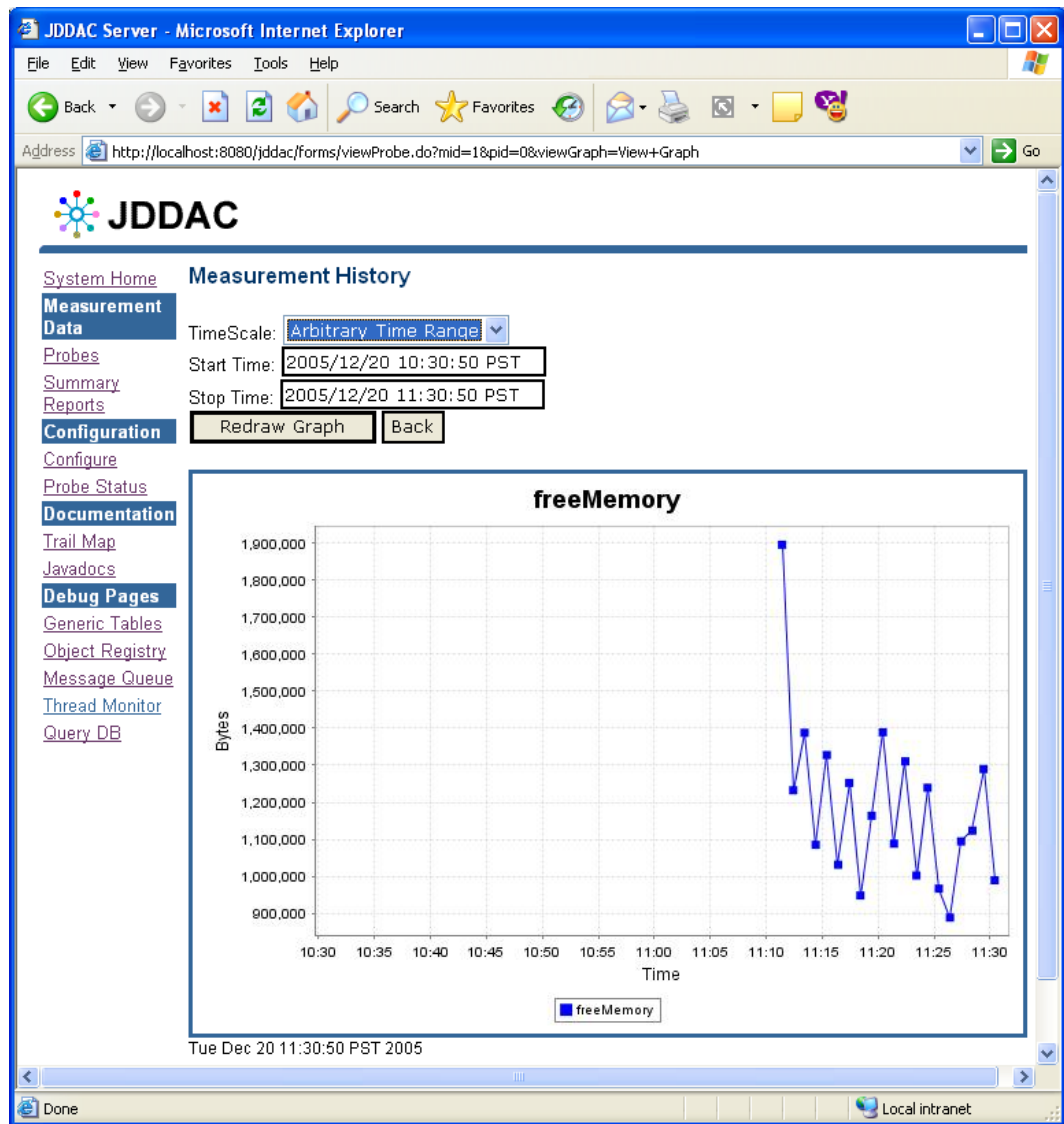 JDDAC Server - Microsoft Internet Explorer
File Edit View Favorites Tools Help
Back Search Favorites
Address http://localhost:8080/jddac/forms/viewProbe.do?mid=1&pid=0&viewGraph=View+Graph Go
JDDAC
System Home
Measurement
Data
Probes
Summary
Reports
Configuration
Configure
Probe Status
Documentation
Trail Map
Javadocs
Debug Pages
Generic Tables
Object Registry
Message Queue
Thread Monitor
Query DB
Measurement History
TimeScale: Arbitrary Time Range
Start Time: 2005/12/20 10:30:50 PST
Stop Time: 2005/12/20 11:30:50 PST
Redraw Graph Back
freeMemory
1,900,000
1,800,000
1,700,000
1,600,000
1,500,000
1,400,000
1,300,000
1,200,000
1,100,000
1,000,000
900,000
Bytes
10:30 10:35 10:40 10:45 10:50 10:55 11:00 11:05 11:10 11:15 11:20 11:25 11:30
Time
freeMemory
Tue Dec 20 11:30:50 PST 2005
Done Local intranet